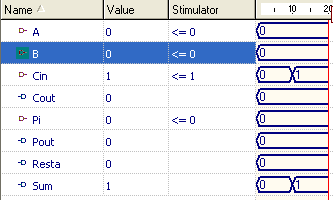 Name Value Stimulator 10 20
A 0 <= 0 0
B 0 <= 0 0
Cin 1 <= 1 0 1
Cout 0 0
Pi 0 <= 0 0
Pout 0 0
Resta 0 0
Sum 1 0 1